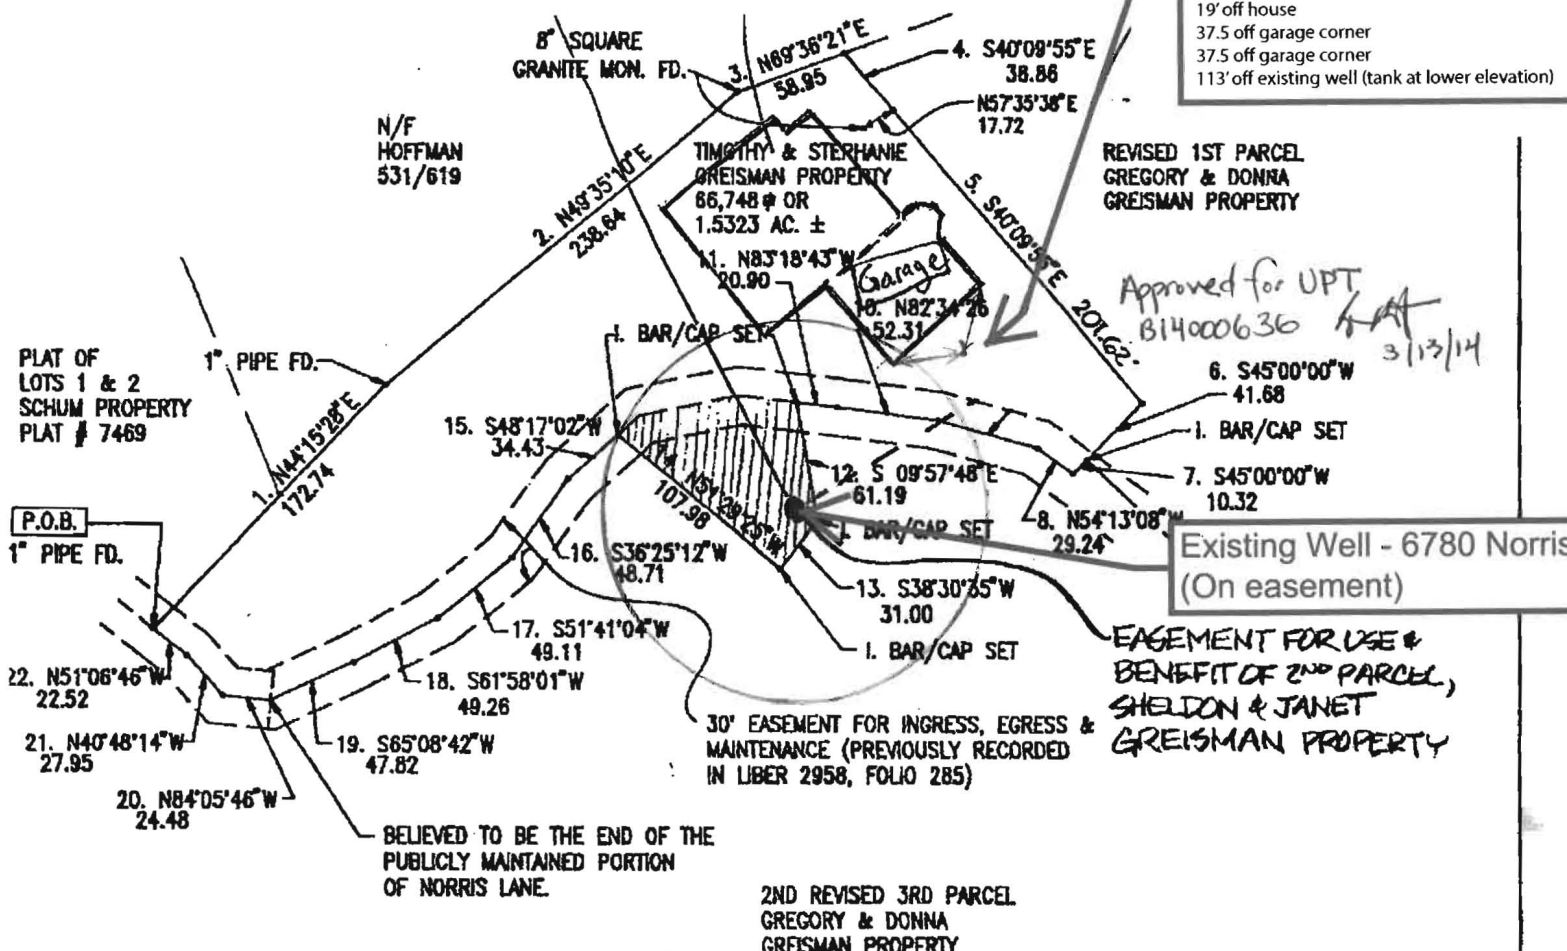 19' off house
37.5 off garage corner
37.5 off garage corner
113' off existing well (tank at lower elevation)
8" SQUARE
GRANITE MON. FD.
3. N69°36'21"E
58.95
4. S40°09'55"E
38.86
N57°35'38"E
17.72
N/F
HOFFMAN
531/619
TIMOTHY & STEPHANIE
GREISMAN PROPERTY
66,748 ⌀ OR
1.5323 AC. ±
REVISED 1ST PARCEL
GREGORY & DONNA
GREISMAN PROPERTY
2. N49°35'10"E
238.64
5. S40°09'55"E 201.62'
11. N83°18'43"W
20.90
Garage
10. N82°34'26
52.31
Approved for UPT
B14000636
3/13/14
1. BAR/CAP SET
1" PIPE FD.
PLAT OF
LOTS 1 & 2
SCHUM PROPERTY
PLAT # 7469
6. S45°00'00"W
41.68
1. BAR/CAP SET
15. S48°17'02"W
34.43
1. N44°15'28"E
172.74
14. N51°29'25"W
107.98
12. S 09°57'48"E
61.19
7. S45°00'00"W
10.32
P.O.B.
1" PIPE FD.
1. BAR/CAP SET
8. N54°13'08"W
29.24
Existing Well - 6780 Norris
(On easement)
16. S36°25'12"W
48.71
13. S38°30'35"W
31.00
17. S51°41'04"W
49.11
1. BAR/CAP SET
EASEMENT FOR USE &
BENEFIT OF 2ND PARCEL,
SHELDON & JANET
GREISMAN PROPERTY
22. N51°06'46"W
22.52
18. S61°58'01"W
49.26
30' EASEMENT FOR INGRESS, EGRESS &
MAINTENANCE (PREVIOUSLY RECORDED
IN LIBER 2958, FOLIO 285)
21. N40°48'14"W
27.95
19. S65°08'42"W
47.82
20. N84°05'46"W
24.48
BELIEVED TO BE THE END OF THE
PUBLICLY MAINTAINED PORTION
OF NORRIS LANE.
2ND REVISED 3RD PARCEL
GREGORY & DONNA
GREISMAN PROPERTY